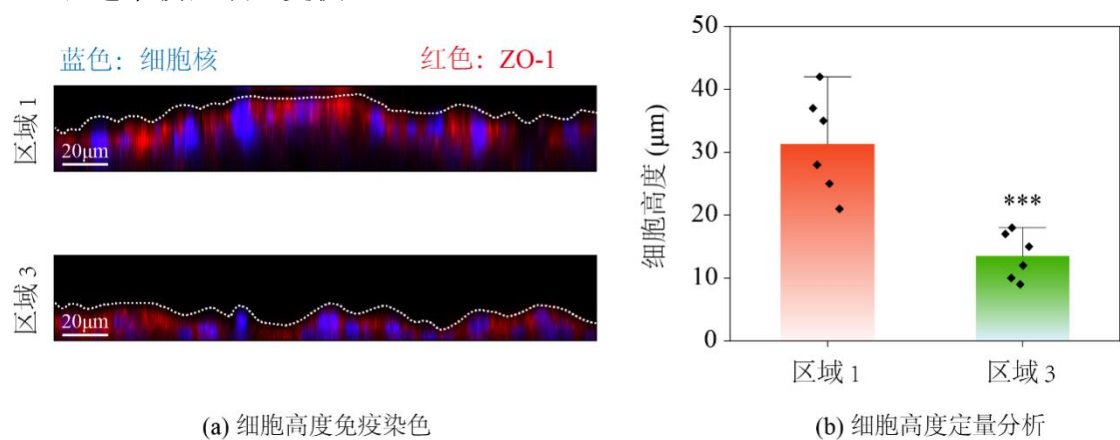 蓝色：细胞核
红色：ZO-1
区域 1
20μm
区域 3
20μm
(a) 细胞高度免疫染色
细胞高度 (μm)
50
40
30
20
10
0
***
区域 1
区域 3
(b) 细胞高度定量分析